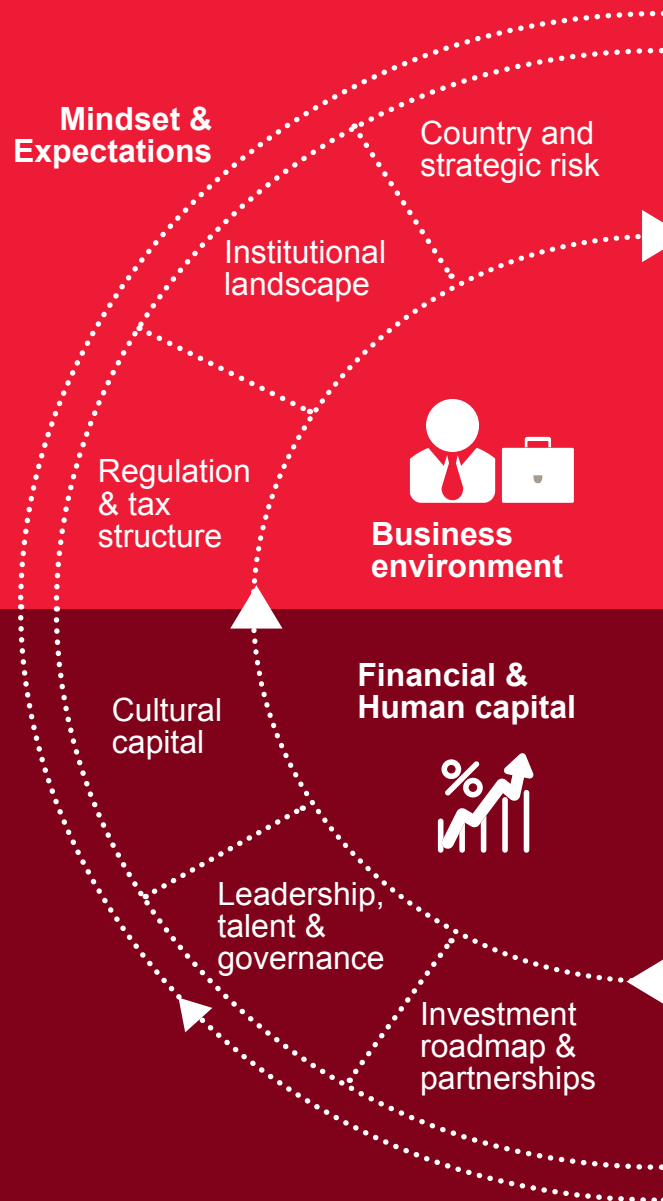 Mindset &
Expectations
Country and
strategic risk
Institutional
landscape
Regulation
& tax
structure
Business
environment
Financial &
Human capital
Cultural
capital
%
Leadership,
talent &
governance
Investment
roadmap &
partnerships